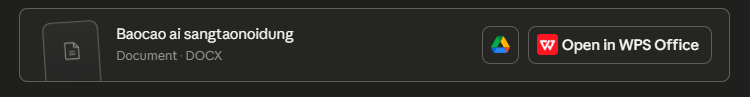 Baocao ai sangtaonoidung
Document · DOCX
Open in WPS Office